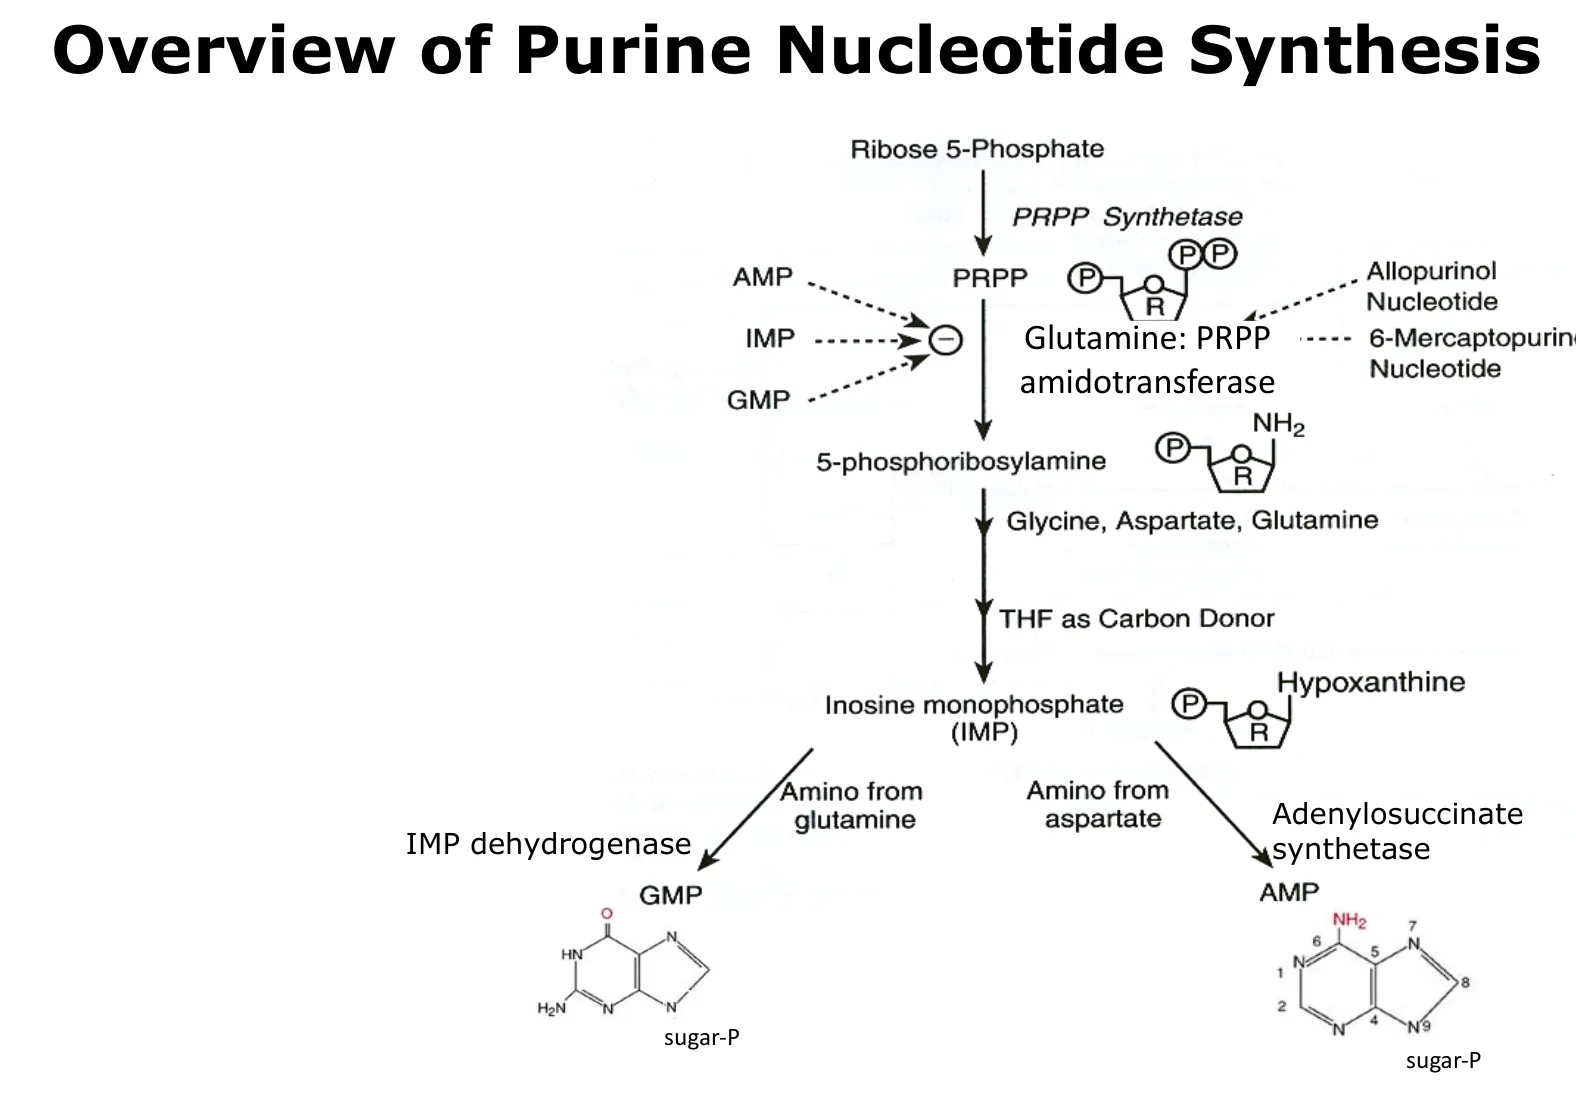 Overview of Purine Nucleotide Synthesis
Ribose 5-Phosphate
PRPP Synthetase
P P
AMP
PRPP
P
O
R
Allopurinol
Nucleotide
IMP
−
Glutamine: PRPP
amidotransferase
6-Mercaptopurine
Nucleotide
GMP
NH2
5-phosphoribosylamine
P
O
R
Glycine, Aspartate, Glutamine
THF as Carbon Donor
Inosine monophosphate
(IMP)
P
O
R
Hypoxanthine
Amino from
glutamine
Amino from
aspartate
IMP dehydrogenase
Adenylosuccinate
synthetase
GMP
AMP
O
HN
N
H2N
N
N
sugar-P
NH2
6
5
7
N
N
1
8
2
N
4
N
9
sugar-P